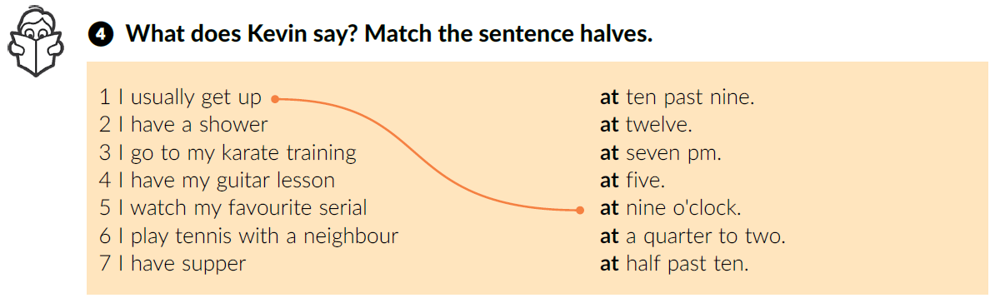 4 What does Kevin say? Match the sentence halves.
1 I usually get up at ten past nine.
2 I have a shower at twelve.
3 I go to my karate training at seven pm.
4 I have my guitar lesson at five.
5 I watch my favourite serial at nine o'clock.
6 I play tennis with a neighbour at a quarter to two.
7 I have supper at half past ten.